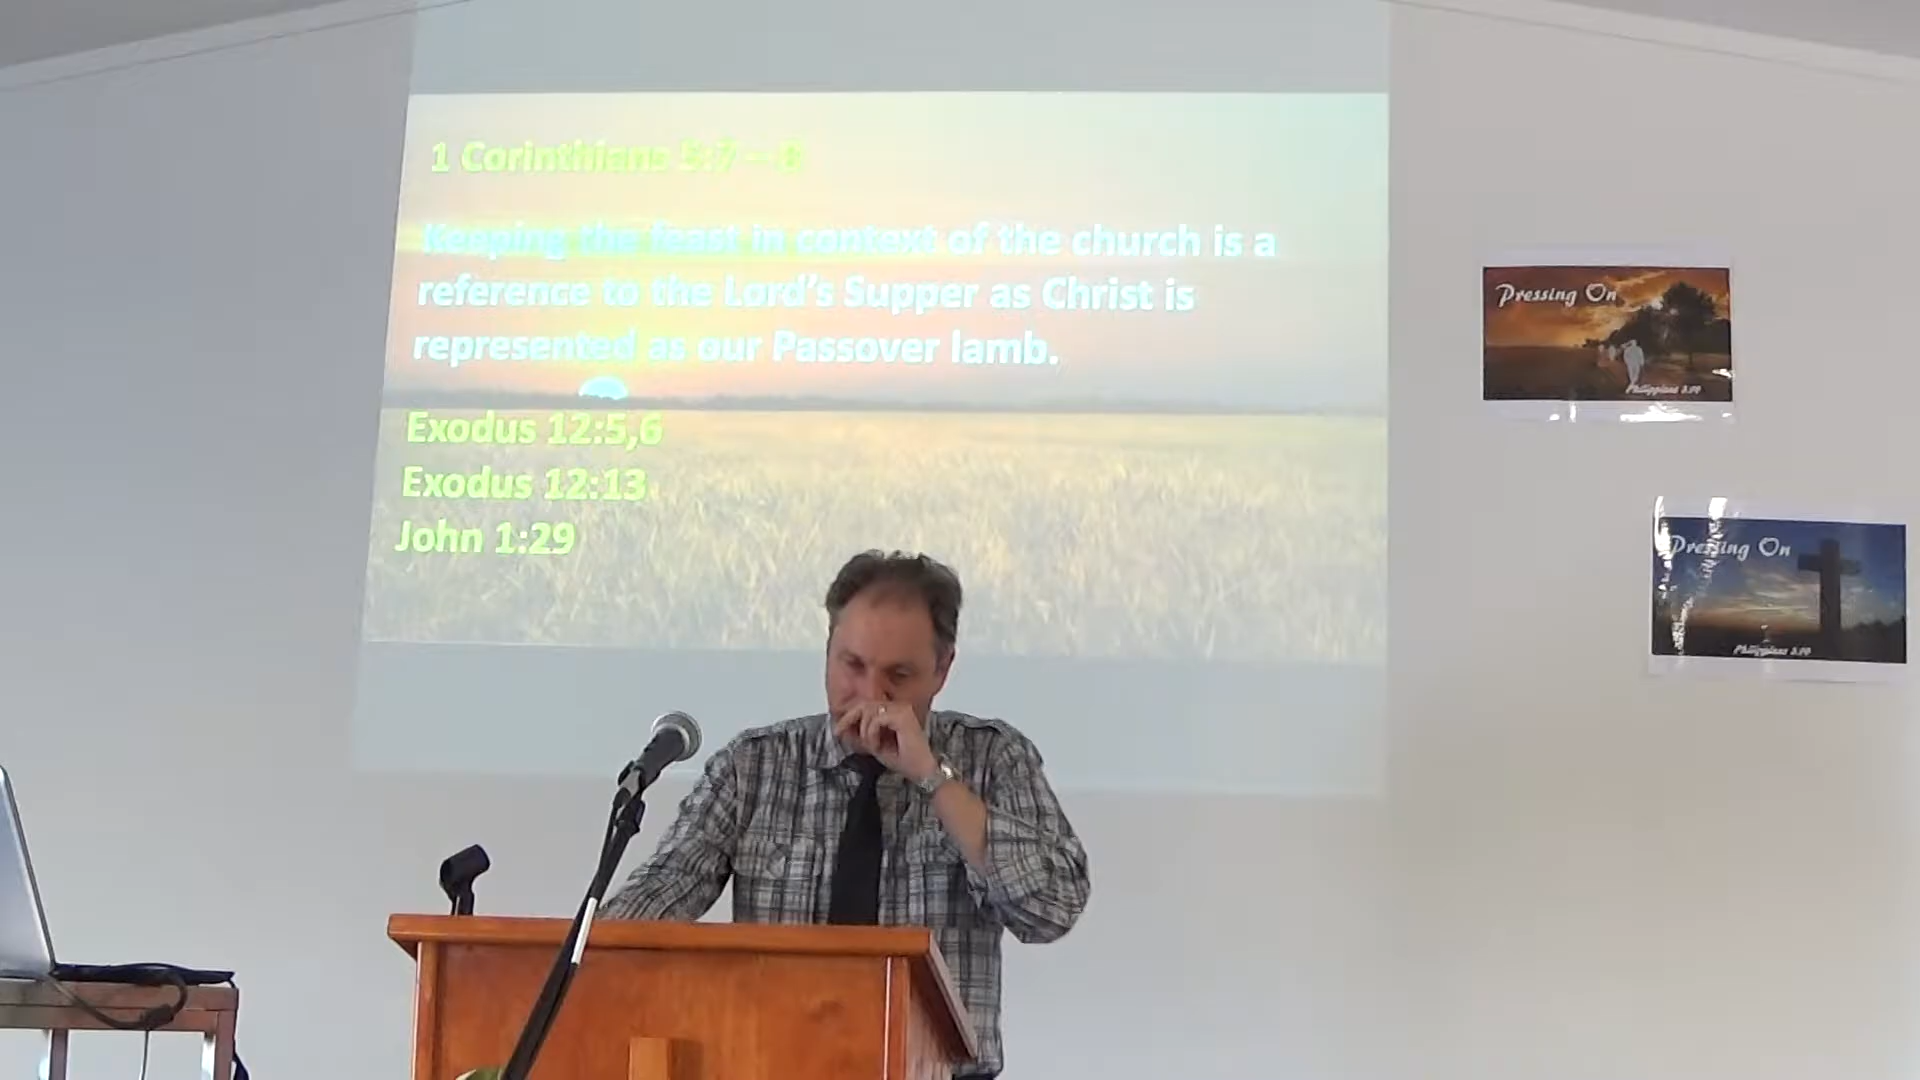 1 Corinthians 5:7 – 8
Keeping the feast in context of the church is a
reference to the Lord's Supper as Christ is
represented as our Passover lamb.
Exodus 12:5,6
Exodus 12:13
John 1:29
Pressing On
Philippians
Pressing On
Philippians